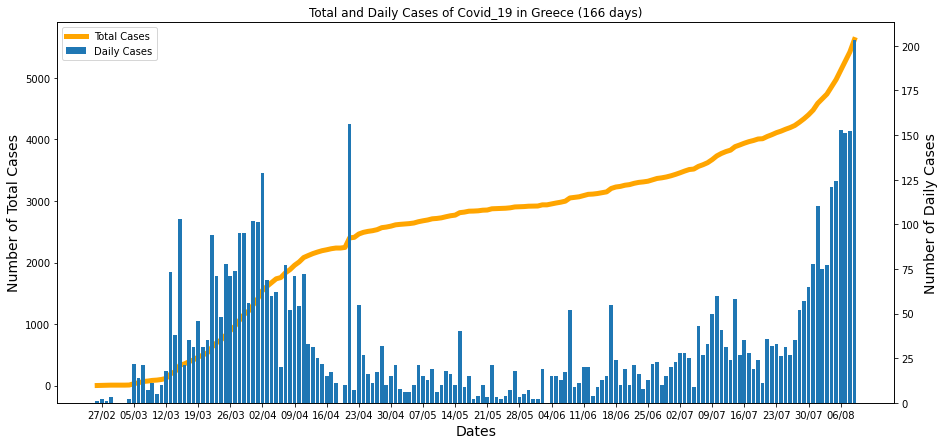 Total and Daily Cases of Covid_19 in Greece (166 days)
Total Cases
Daily Cases
Number of Total Cases
5000
4000
3000
2000
1000
0
Number of Daily Cases
200
175
150
125
100
75
50
25
0
27/02 05/03 12/03 19/03 26/03 02/04 09/04 16/04 23/04 30/04 07/05 14/05 21/05 28/05 04/06 11/06 18/06 25/06 02/07 09/07 16/07 23/07 30/07 06/08
Dates